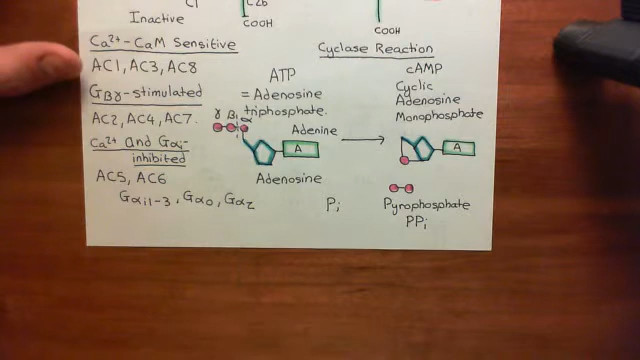 C1
C2b
Inactive
COOH
COOH
Ca²⁺-CaM Sensitive
AC1, AC3, AC8
Gβγ-stimulated
AC2, AC4, AC7.
Ca²⁺ and Gαi-
inhibited
AC5, AC6
Gαi1-3, Gαo, Gαz
Cyclase Reaction
ATP
= Adenosine
triphosphate.
γ β α
Adenine
A
Adenosine
Pi
cAMP
Cyclic
Adenosine
Monophosphate
A
Pyrophosphate
PPi